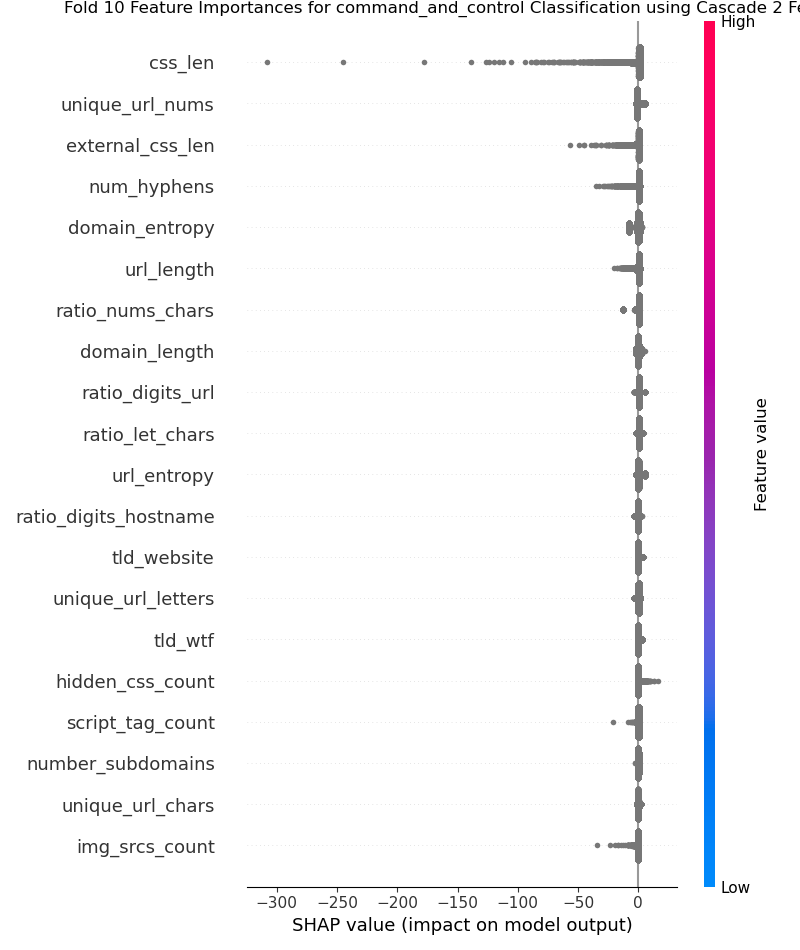 Fold 10 Feature Importances for command_and_control Classification using Cascade 2 Fe
High
css_len
unique_url_nums
external_css_len
num_hyphens
domain_entropy
url_length
ratio_nums_chars
domain_length
ratio_digits_url
ratio_let_chars
url_entropy
ratio_digits_hostname
tld_website
unique_url_letters
tld_wtf
hidden_css_count
script_tag_count
number_subdomains
unique_url_chars
img_srcs_count
Feature value
Low
−300 −250 −200 −150 −100 −50 0
SHAP value (impact on model output)